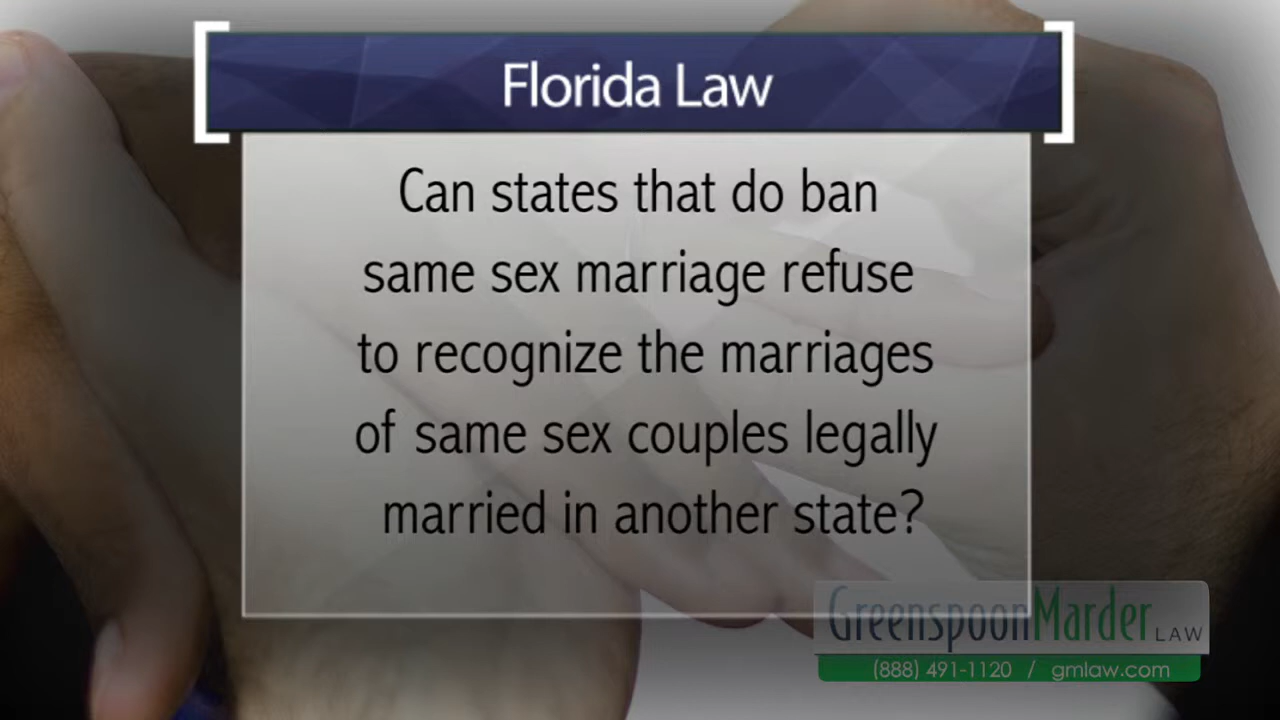 Florida Law
Can states that do ban
same sex marriage refuse
to recognize the marriages
of same sex couples legally
married in another state?
GreenspoonMarder LAW
(888) 491-1120 / gmlaw.com